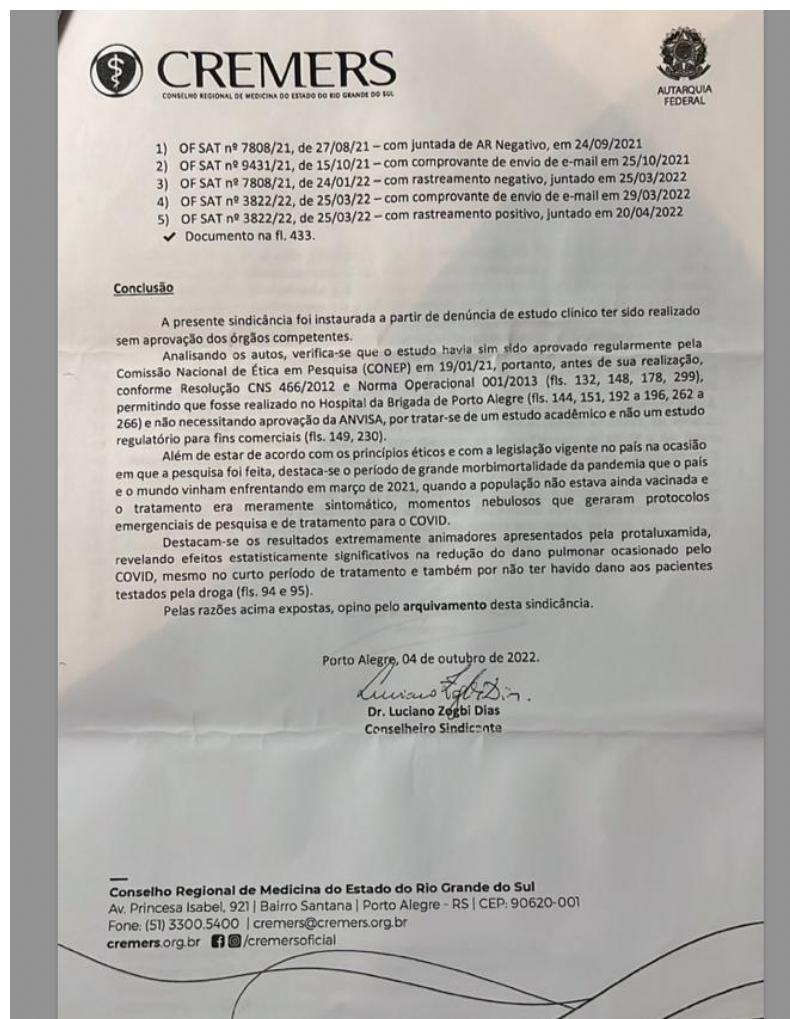 CREMERS
CONSELHO REGIONAL DE MEDICINA DO ESTADO DO RIO GRANDE DO SUL
AUTARQUIA
FEDERAL
1) OF SAT nº 7808/21, de 27/08/21 – com juntada de AR Negativo, em 24/09/2021
2) OF SAT nº 9431/21, de 15/10/21 – com comprovante de envio de e-mail em 25/10/2021
3) OF SAT nº 7808/21, de 24/01/22 – com rastreamento negativo, juntado em 25/03/2022
4) OF SAT nº 3822/22, de 25/03/22 – com comprovante de envio de e-mail em 29/03/2022
5) OF SAT nº 3822/22, de 25/03/22 – com rastreamento positivo, juntado em 20/04/2022
✓ Documento na fl. 433.
Conclusão
A presente sindicância foi instaurada a partir de denúncia de estudo clínico ter sido realizado
sem aprovação dos órgãos competentes.
Analisando os autos, verifica-se que o estudo havia sim sido aprovado regularmente pela
Comissão Nacional de Ética em Pesquisa (CONEP) em 19/01/21, portanto, antes de sua realização,
conforme Resolução CNS 466/2012 e Norma Operacional 001/2013 (fls. 132, 148, 178, 299),
permitindo que fosse realizado no Hospital da Brigada de Porto Alegre (fls. 144, 151, 192 a 196, 262 a
266) e não necessitando aprovação da ANVISA, por tratar-se de um estudo acadêmico e não um estudo
regulatório para fins comerciais (fls. 149, 230).
Além de estar de acordo com os princípios éticos e com a legislação vigente no país na ocasião
em que a pesquisa foi feita, destaca-se o período de grande morbimortalidade da pandemia que o país
e o mundo vinham enfrentando em março de 2021, quando a população não estava ainda vacinada e
o tratamento era meramente sintomático, momentos nebulosos que geraram protocolos
emergenciais de pesquisa e de tratamento para o COVID.
Destacam-se os resultados extremamente animadores apresentados pela protaluxamida,
revelando efeitos estatisticamente significativos na redução do dano pulmonar ocasionado pelo
COVID, mesmo no curto período de tratamento e também por não ter havido dano aos pacientes
testados pela droga (fls. 94 e 95).
Pelas razões acima expostas, opino pelo arquivamento desta sindicância.
Porto Alegre, 04 de outubro de 2022.
Luciano Zogbi Dias.
Dr. Luciano Zogbi Dias
Conselheiro Sindicante
Conselho Regional de Medicina do Estado do Rio Grande do Sul
Av. Princesa Isabel, 921 | Bairro Santana | Porto Alegre - RS | CEP: 90620-001
Fone: (51) 3300.5400 | cremers@cremers.org.br
cremers.org.br /cremersoficial